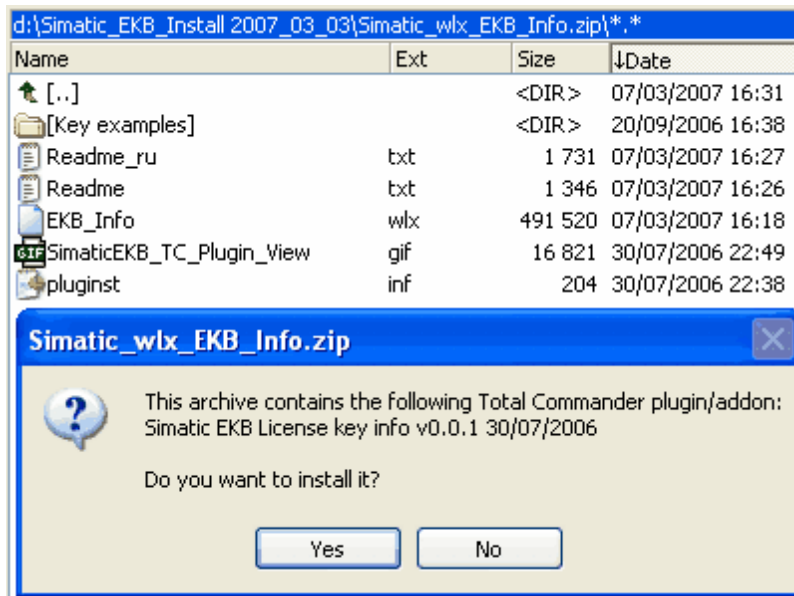 d:\Simatic_EKB_Install 2007_03_03\Simatic_wlx_EKB_Info.zip\*.*
Name Ext Size ↓Date
[..] <DIR> 07/03/2007 16:31
[Key examples] <DIR> 20/09/2006 16:38
Readme_ru txt 1 731 07/03/2007 16:27
Readme txt 1 346 07/03/2007 16:26
EKB_Info wlx 491 520 07/03/2007 16:18
GIF SimaticEKB_TC_Plugin_View gif 16 821 30/07/2006 22:49
pluginst inf 204 30/07/2006 22:38
Simatic_wlx_EKB_Info.zip
This archive contains the following Total Commander plugin/addon:
Simatic EKB License key info v0.0.1 30/07/2006
Do you want to install it?
Yes No